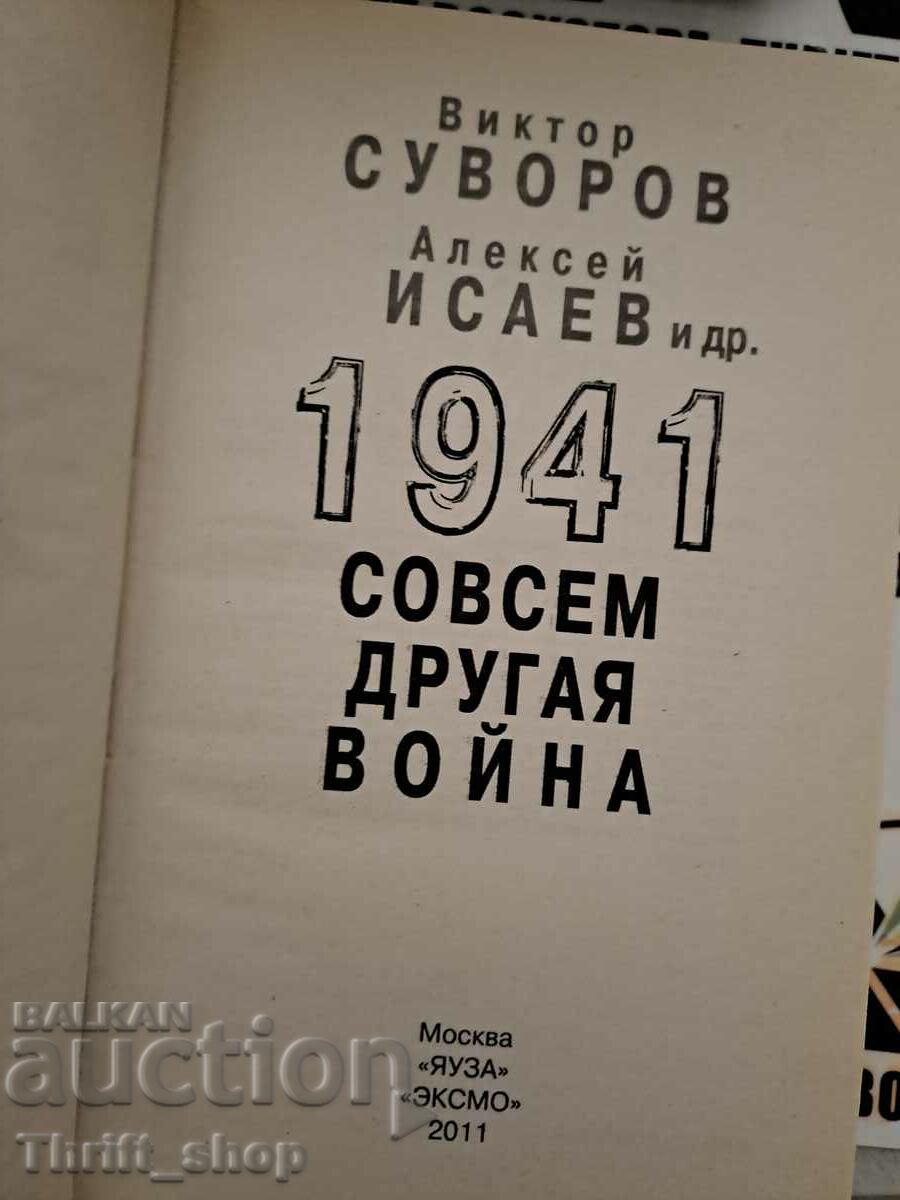 Виктор
СУВОРОВ
Алексей
ИСАЕВ и др.
1941
СОВСЕМ
ДРУГАЯ
ВОЙНА
Москва
«ЯУЗА»
«ЭКСМО»
2011
BALKAN
auction
Thrift_shop